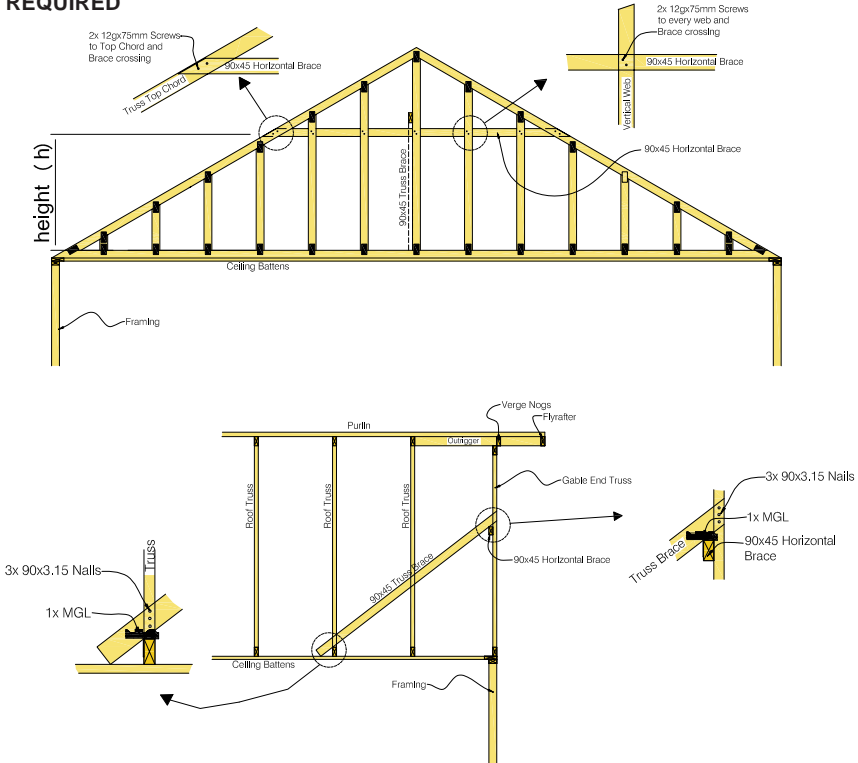 REQUIRED
2x 12gx75mm Screws
to Top Chord and
Brace crossing
90x45 Horizontal Brace
Truss Top Chord
2x 12gx75mm Screws
to every web and
Brace crossing
90x45 Horizontal Brace
Vertical Web
90x45 Horizontal Brace
height ( h)
90x45 Truss Brace
Ceiling Battens
Framing
Verge Nogs
Flyrafter
Purlin
Outrigger
Gable End Truss
Roof Truss
Roof Truss
Roof Truss
3x 90x3.15 Nails
1x MGL
90x45 Horizontal
Brace
Truss Brace
90x45 Horizontal Brace
90x45 Truss Brace
Truss
3x 90x3.15 Nails
1x MGL
Ceiling Battens
Framing